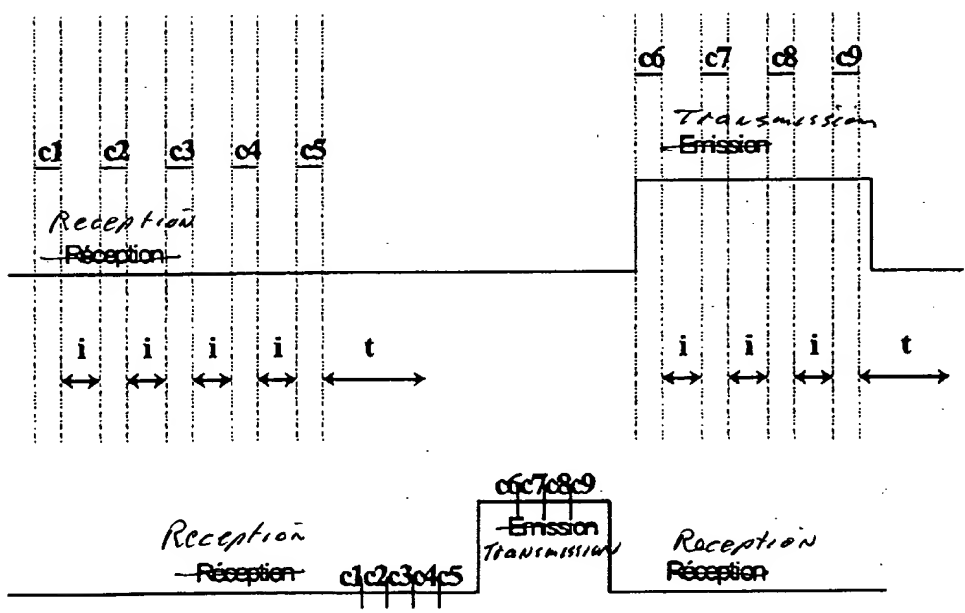 c6 c7 c8 c9
Transmission
Emission
c1 c2 c3 c4 c5
Reception
Réception
i i i i t
i i i t
c6c7c8c9
Emission
Transmission
Reception
Réception
c1c2c3c4c5
Reception
Réception